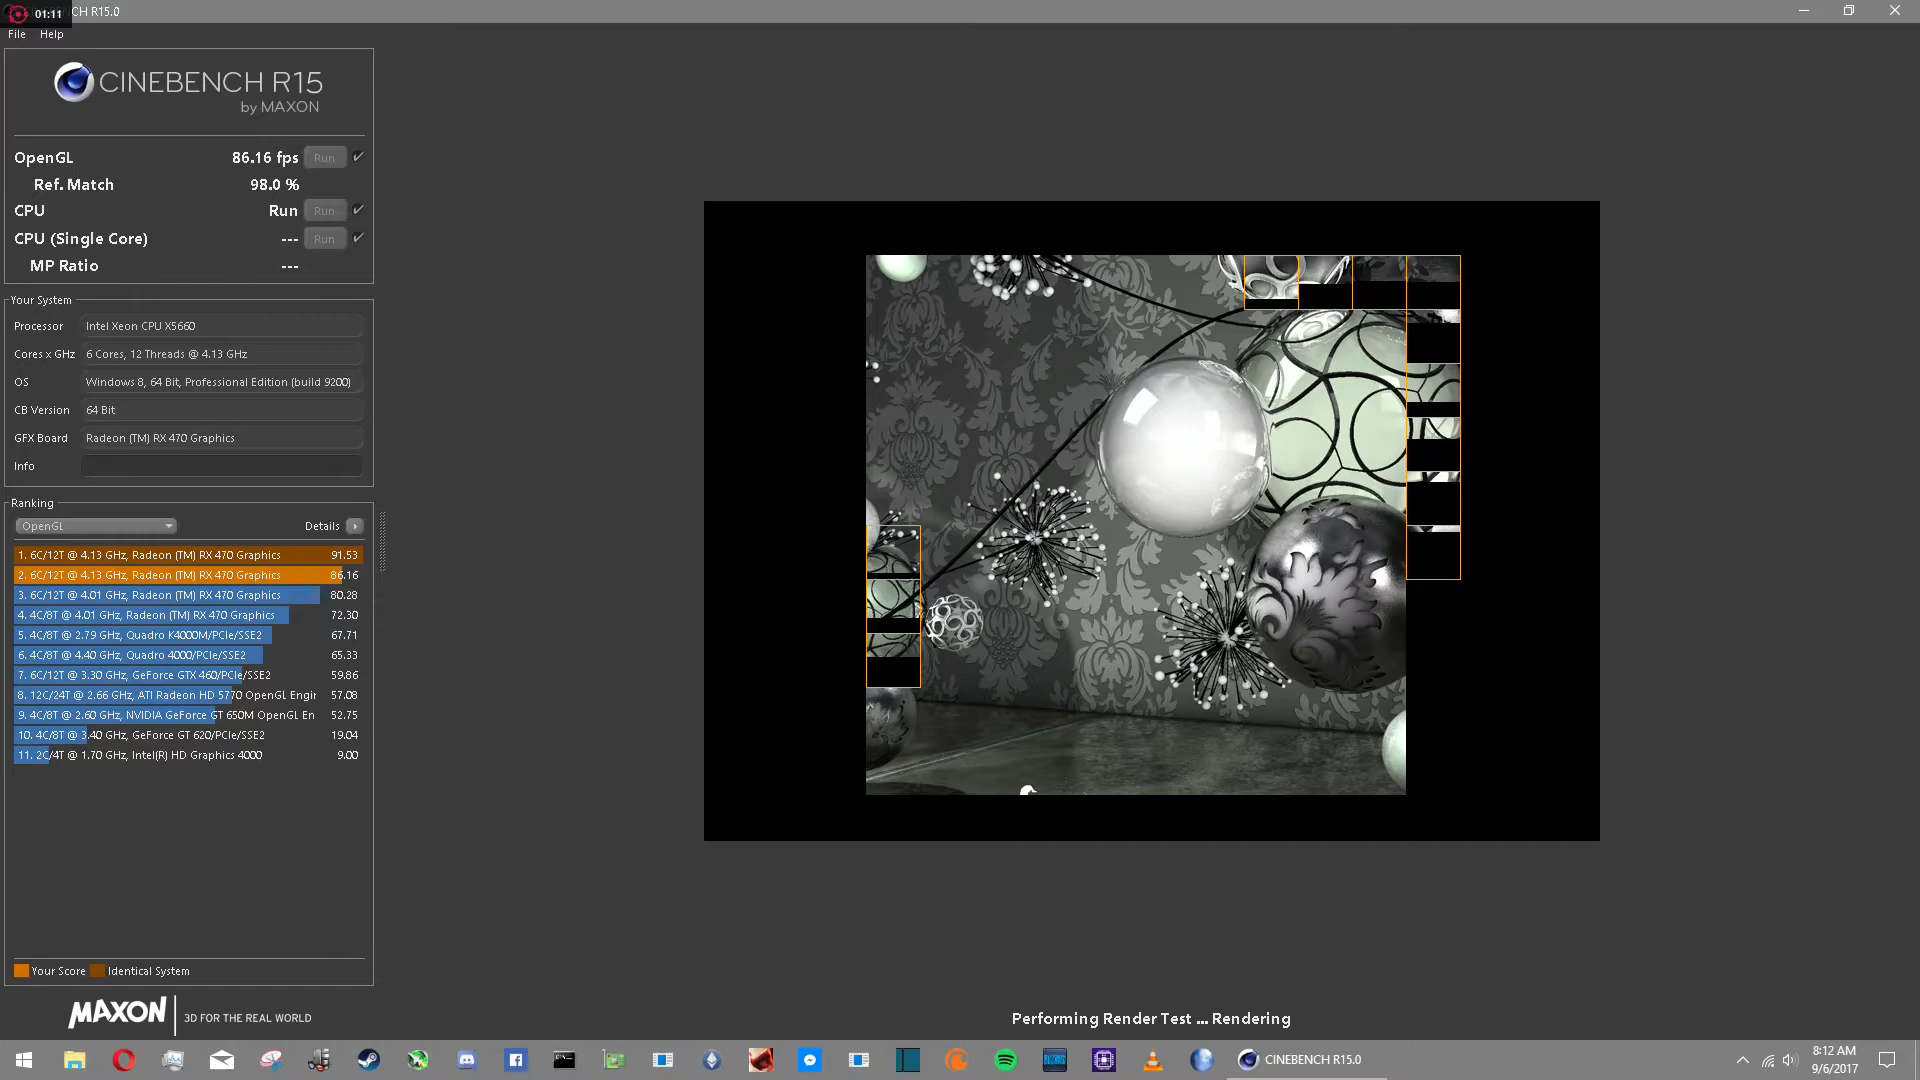 01:11
CH R15.0
File Help
CINEBENCH R15
by MAXON
OpenGL 86.16 fps Run
Ref. Match 98.0 %
CPU Run Run
CPU (Single Core) --- Run
MP Ratio ---
Your System
Processor Intel Xeon CPU X5660
Cores x GHz 6 Cores, 12 Threads @ 4.13 GHz
OS Windows 8, 64 Bit, Professional Edition (build 9200)
CB Version 64 Bit
GFX Board Radeon (TM) RX 470 Graphics
Info
Ranking
OpenGL Details
1. 6C/12T @ 4.13 GHz, Radeon (TM) RX 470 Graphics 91.53
2. 6C/12T @ 4.13 GHz, Radeon (TM) RX 470 Graphics 86.16
3. 6C/12T @ 4.01 GHz, Radeon (TM) RX 470 Graphics 80.28
4. 4C/8T @ 4.01 GHz, Radeon (TM) RX 470 Graphics 72.30
5. 4C/8T @ 2.79 GHz, Quadro K4000M/PCIe/SSE2 67.71
6. 4C/8T @ 4.40 GHz, Quadro 4000/PCIe/SSE2 65.33
7. 6C/12T @ 3.30 GHz, GeForce GTX 460/PCIe/SSE2 59.86
8. 12C/24T @ 2.66 GHz, ATI Radeon HD 5770 OpenGL Engir 57.08
9. 4C/8T @ 2.60 GHz, NVIDIA GeForce GT 650M OpenGL En 52.75
10. 4C/8T @ 3.40 GHz, GeForce GT 620/PCIe/SSE2 19.04
11. 2C/4T @ 1.70 GHz, Intel(R) HD Graphics 4000 9.00
Your Score Identical System
MAXON 3D FOR THE REAL WORLD
Performing Render Test ... Rendering
CINEBENCH R15.0
8:12 AM
9/6/2017